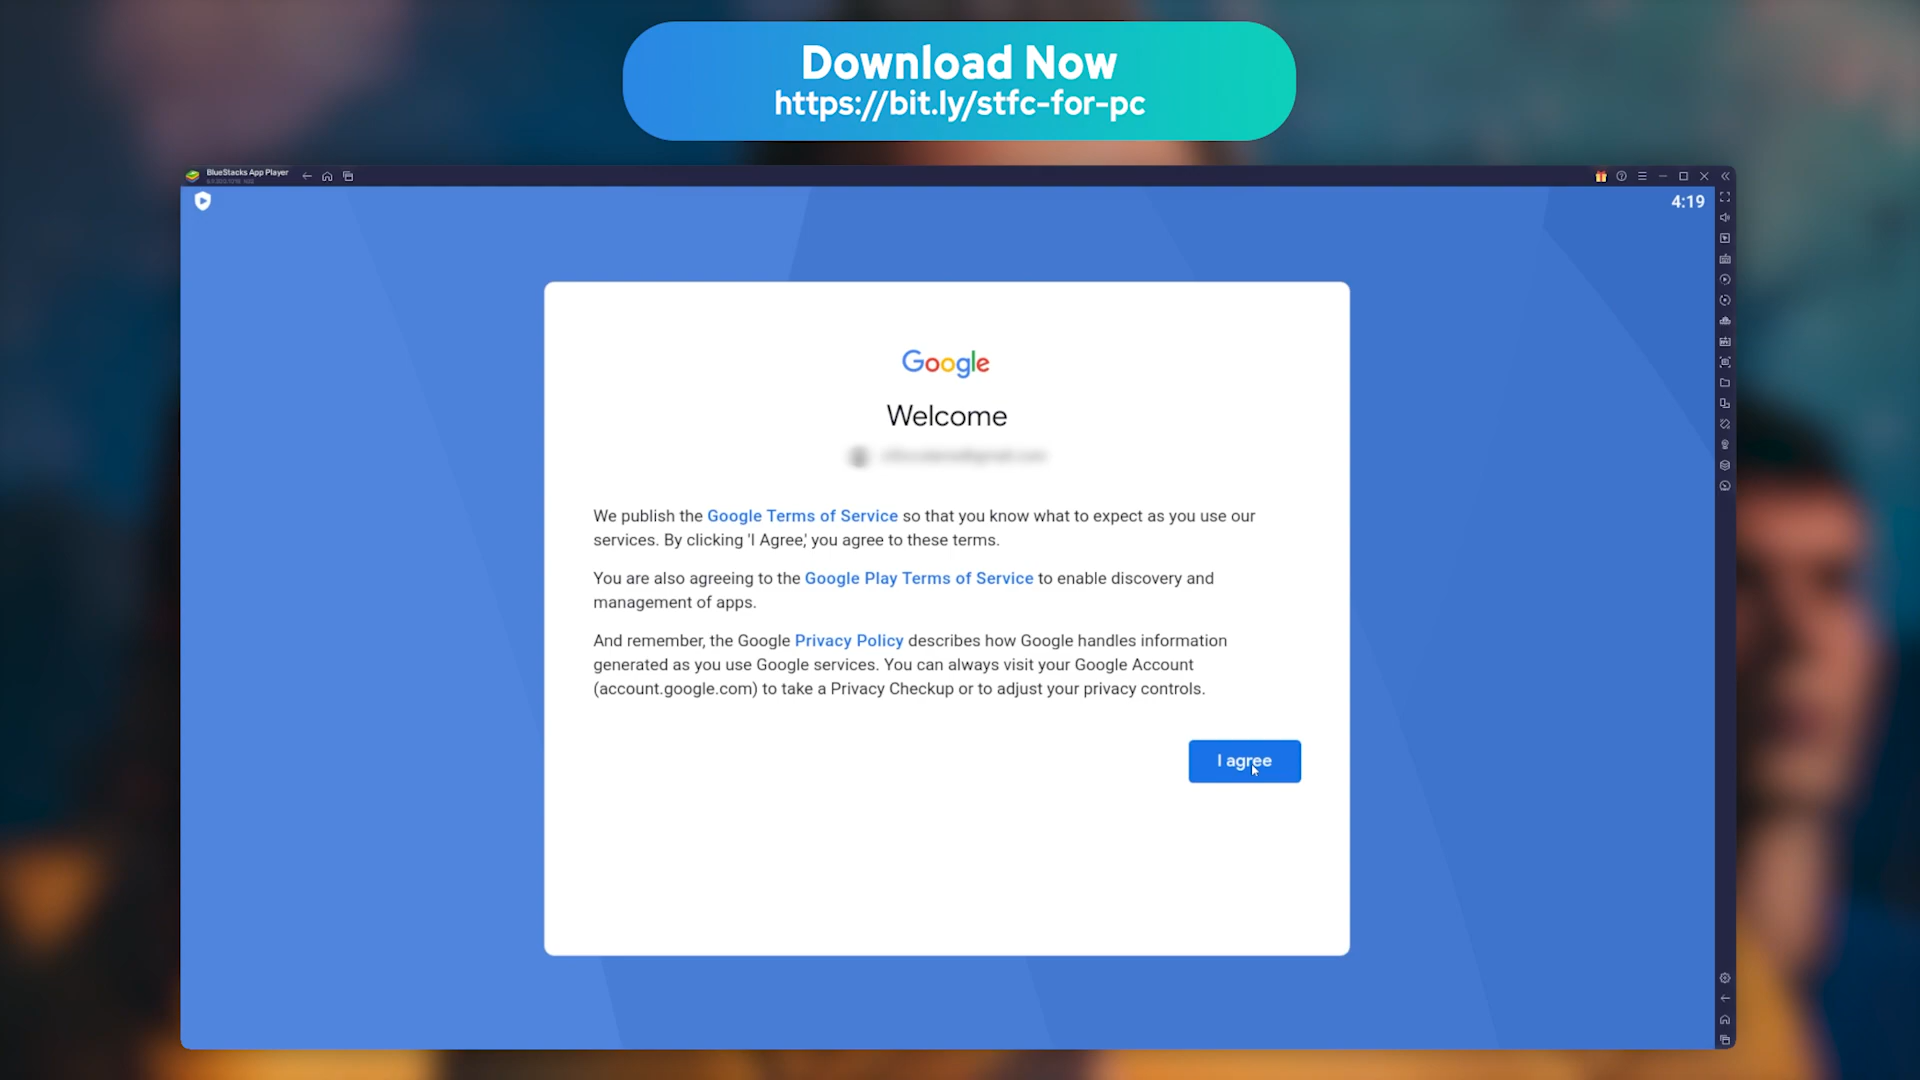 Download Now
https://bit.ly/stfc-for-pc
BlueStacks App Player
4:19
Google
Welcome
We publish the Google Terms of Service so that you know what to expect as you use our
services. By clicking 'I Agree,' you agree to these terms.
You are also agreeing to the Google Play Terms of Service to enable discovery and
management of apps.
And remember, the Google Privacy Policy describes how Google handles information
generated as you use Google services. You can always visit your Google Account
(account.google.com) to take a Privacy Checkup or to adjust your privacy controls.
I agree